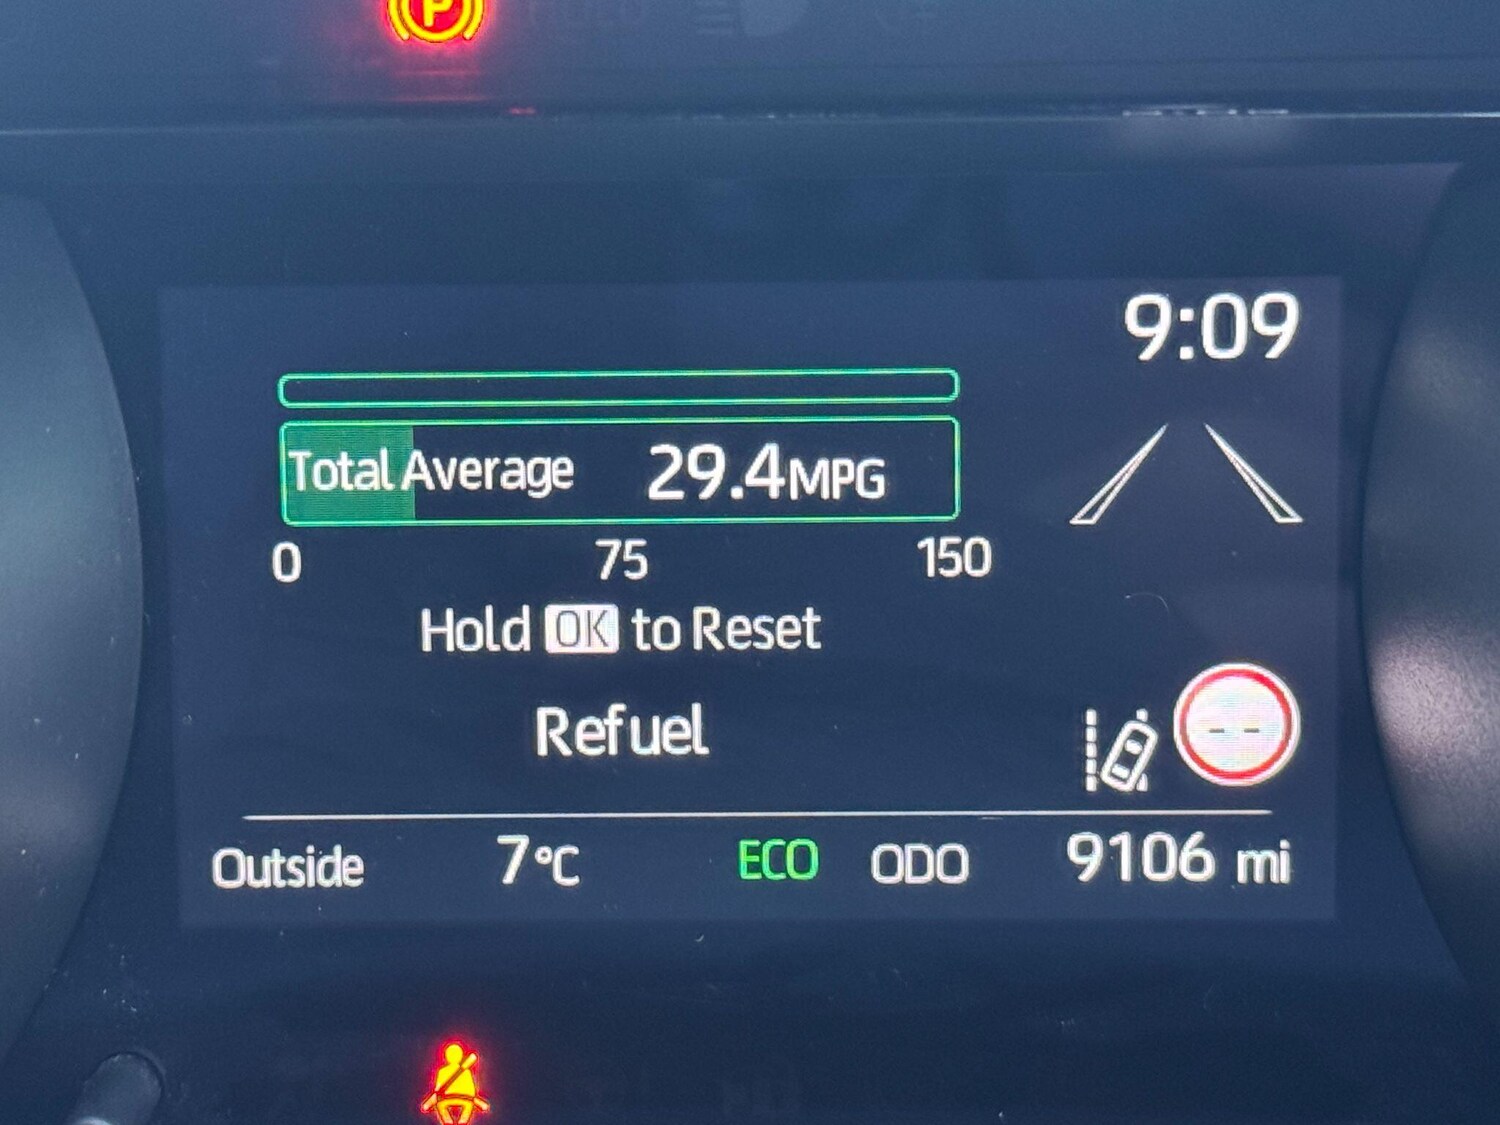 P
9:09
Total Average 29.4MPG
0 75 150
Hold OK to Reset
Refuel
-- 
Outside 7°C ECO ODO 9106 mi